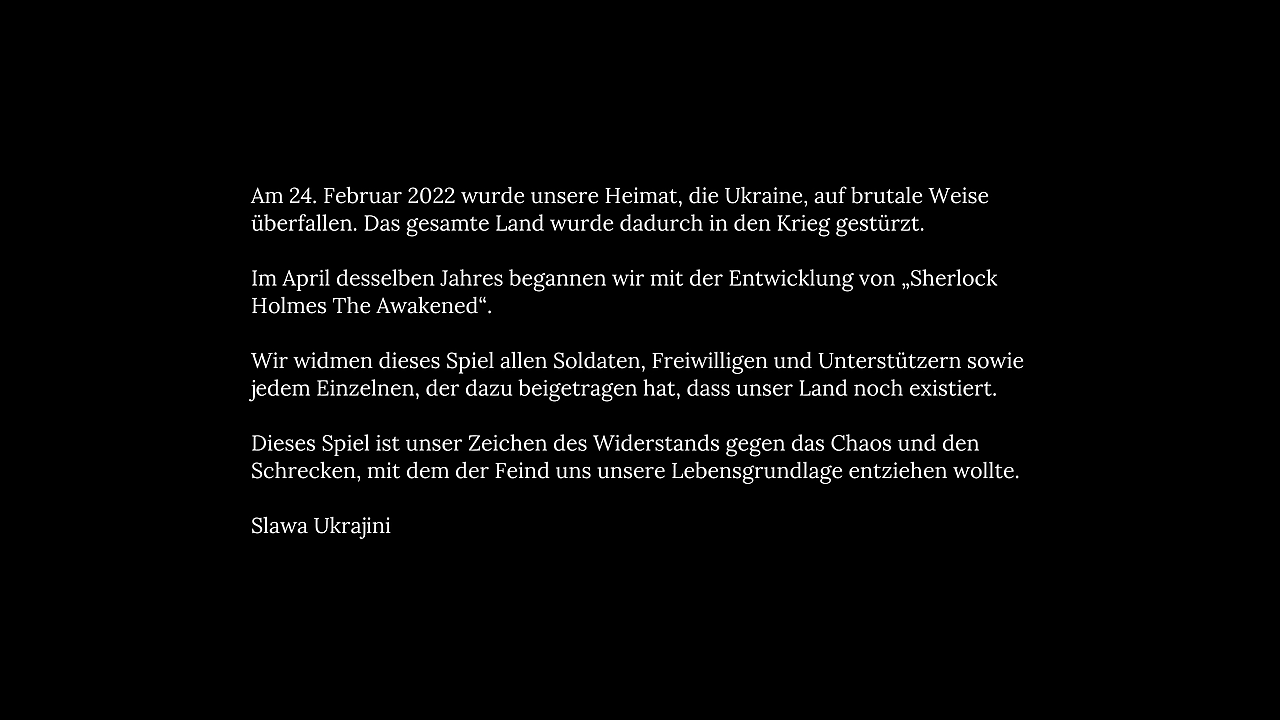 Am 24. Februar 2022 wurde unsere Heimat, die Ukraine, auf brutale Weise
überfallen. Das gesamte Land wurde dadurch in den Krieg gestürzt.
Im April desselben Jahres begannen wir mit der Entwicklung von „Sherlock
Holmes The Awakened“.
Wir widmen dieses Spiel allen Soldaten, Freiwilligen und Unterstützern sowie
jedem Einzelnen, der dazu beigetragen hat, dass unser Land noch existiert.
Dieses Spiel ist unser Zeichen des Widerstands gegen das Chaos und den
Schrecken, mit dem der Feind uns unsere Lebensgrundlage entziehen wollte.
Slawa Ukrajini